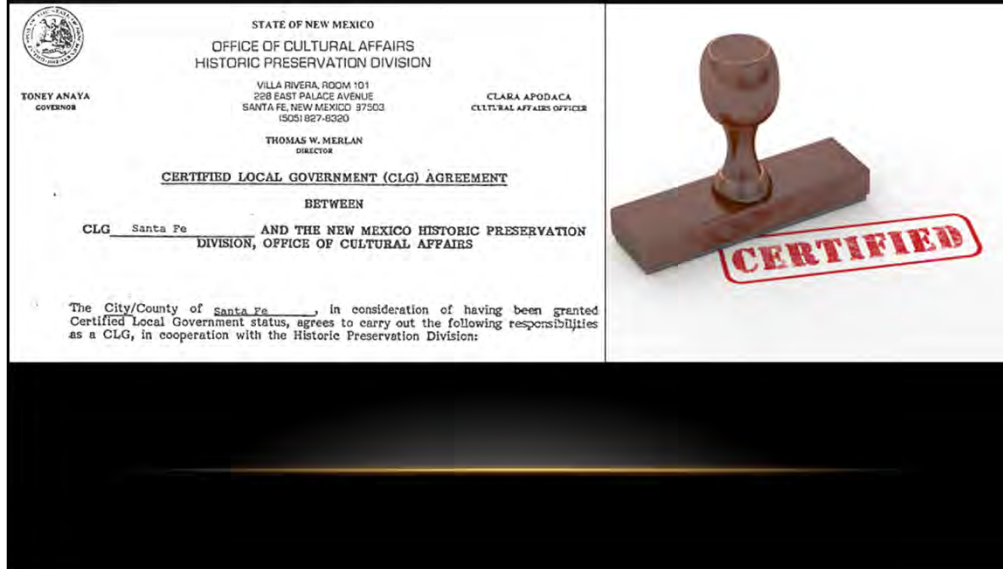 STATE OF NEW MEXICO
OFFICE OF CULTURAL AFFAIRS
HISTORIC PRESERVATION DIVISION
VILLA RIVERA, ROOM 101
228 EAST PALACE AVENUE
SANTA FE, NEW MEXICO 87503
(505) 827-8320
TONEY ANAYA
GOVERNOR
CLARA APODACA
CULTURAL AFFAIRS OFFICER
THOMAS W. MERLAN
DIRECTOR
CERTIFIED LOCAL GOVERNMENT (CLG) AGREEMENT
BETWEEN
CLG Santa Fe AND THE NEW MEXICO HISTORIC PRESERVATION
DIVISION, OFFICE OF CULTURAL AFFAIRS
The City/County of Santa Fe, in consideration of having been granted
Certified Local Government status, agrees to carry out the following responsibilities
as a CLG, in cooperation with the Historic Preservation Division:
CERTIFIED